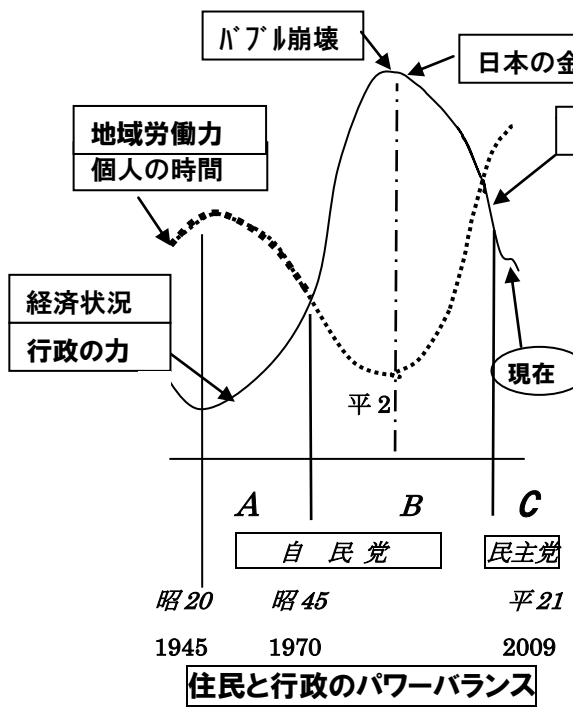 バブル崩壊
日本の金
地域労働力
個人の時間
経済状況
行政の力
現在
平2
A B C
自民党 民主党
昭20 昭45 平21
1945 1970 2009
住民と行政のパワーバランス